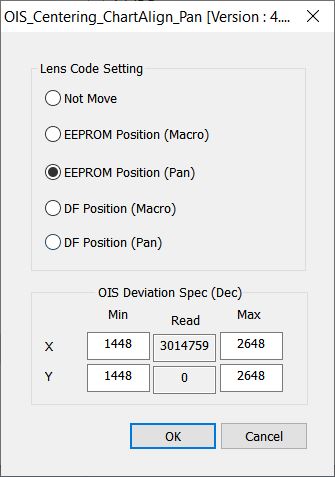 OIS_Centering_ChartAlign_Pan [Version : 4....
Lens Code Setting
Not Move
EEPROM Position (Macro)
EEPROM Position (Pan)
DF Position (Macro)
DF Position (Pan)
OIS Deviation Spec (Dec)
Min Read Max
X 1448 3014759 2648
Y 1448 0 2648
OK Cancel